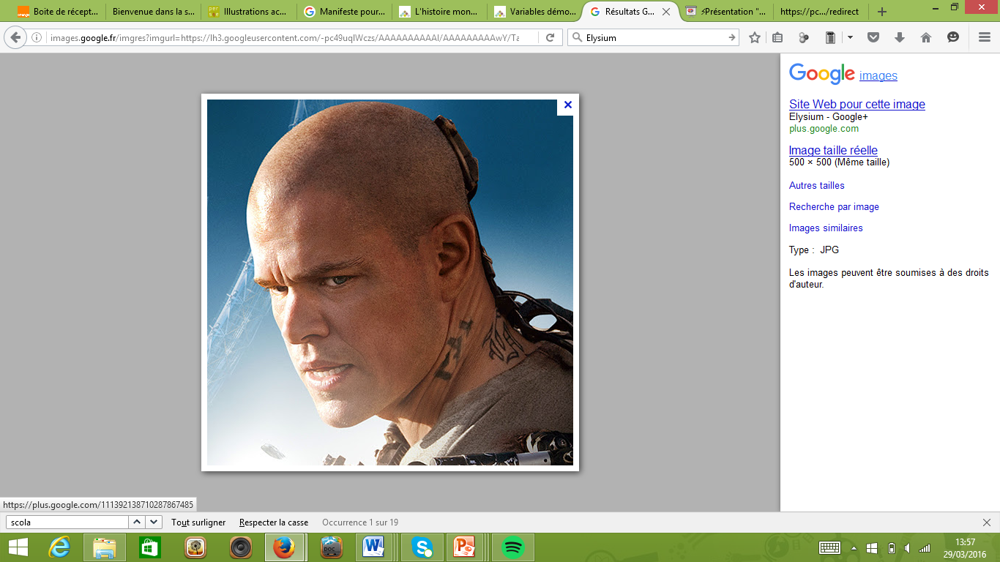 Boite de récept...
Bienvenue dans la s...
Illustrations ac...
Manifeste pour...
L'histoire mon...
Variables démo...
Résultats G...
⚡Présentation "...
https://pc.../redirect
images.google.fr/imgres?imgurl=https://lh3.googleusercontent.com/-pc49uqlWczs/AAAAAAAAAAI/AAAAAAAAAwY/Ta
Elysium
Google images
Site Web pour cette image
Elysium - Google+
plus.google.com
Image taille réelle
500 × 500 (Même taille)
Autres tailles
Recherche par image
Images similaires
Type : JPG
Les images peuvent être soumises à des droits
d'auteur.
https://plus.google.com/111392138710287867485
scola
Tout surligner
Respecter la casse
Occurrence 1 sur 19
DOC
13:57
29/03/2016